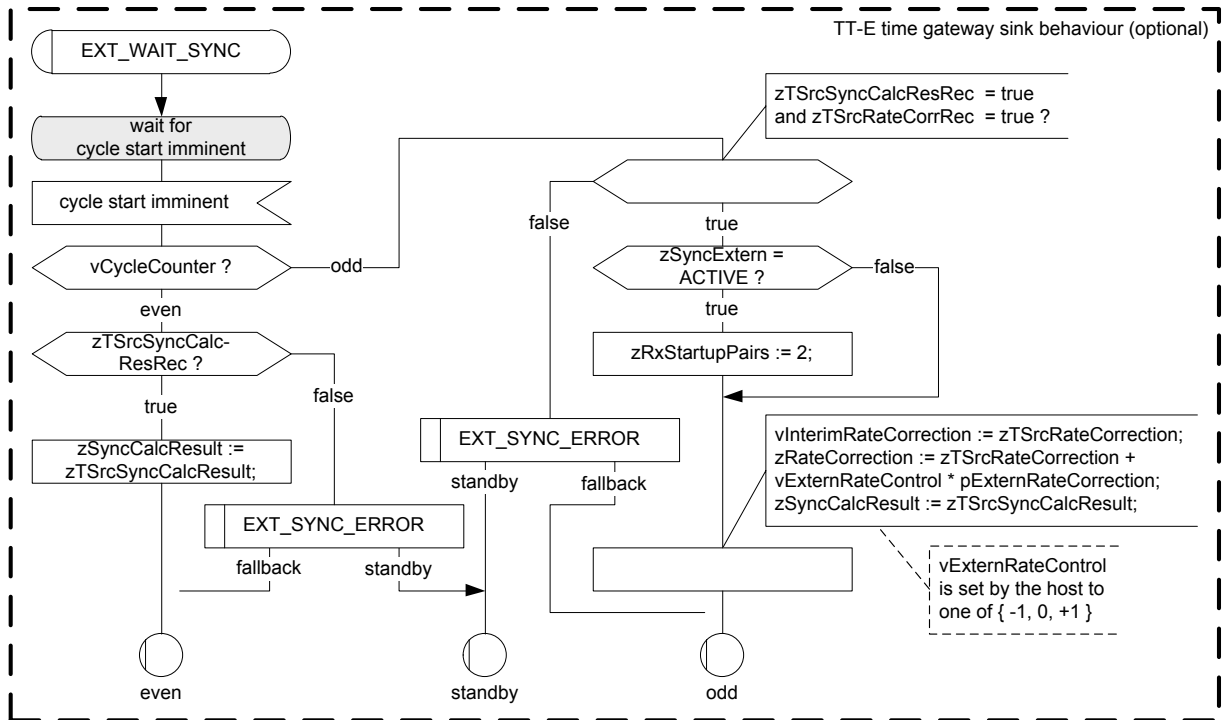 TT-E time gateway sink behaviour (optional)
EXT_WAIT_SYNC
wait for
cycle start imminent
cycle start imminent
vCycleCounter ?
odd
even
zTSrcSyncCalc-
ResRec ?
false
true
zSyncCalcResult :=
zTSrcSyncCalcResult;
EXT_SYNC_ERROR
fallback
standby
even
zTSrcSyncCalcResRec = true
and zTSrcRateCorrRec = true ?
false
true
zSyncExtern =
ACTIVE ?
false
true
zRxStartupPairs := 2;
EXT_SYNC_ERROR
standby
fallback
vInterimRateCorrection := zTSrcRateCorrection;
zRateCorrection := zTSrcRateCorrection +
vExternRateControl * pExternRateCorrection;
zSyncCalcResult := zTSrcSyncCalcResult;
vExternRateControl
is set by the host to
one of { -1, 0, +1 }
standby
odd